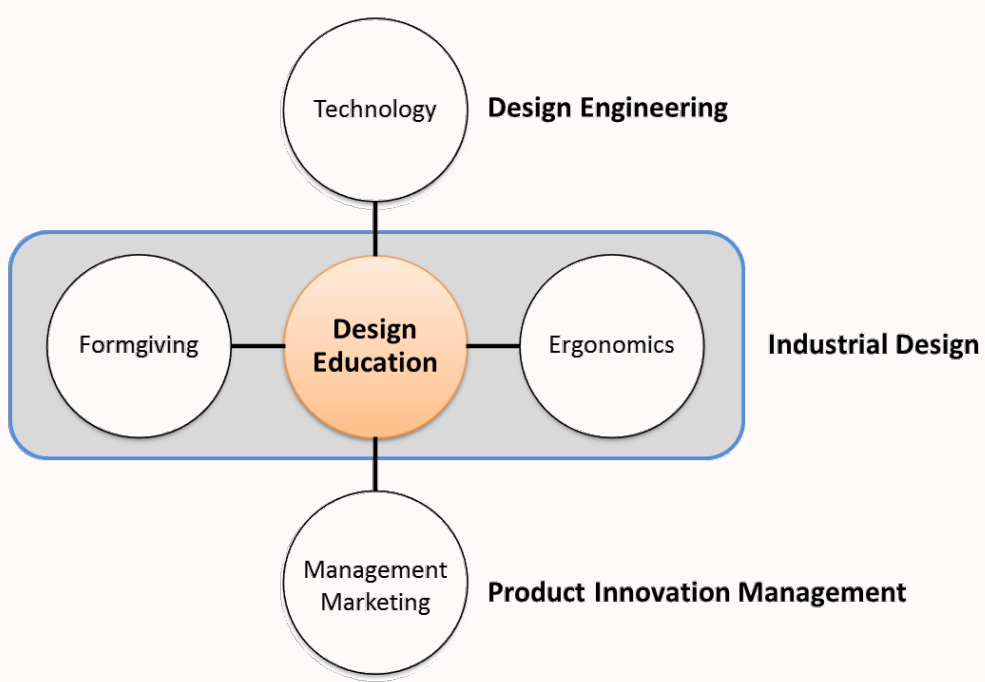 Technology
Design Engineering
Formgiving
Design
Education
Ergonomics
Industrial Design
Management
Marketing
Product Innovation Management